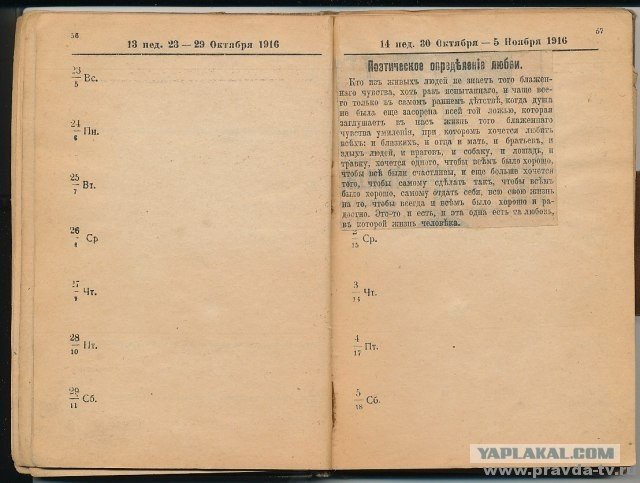 56
13 нед. 23 — 29 Октября 1916
23
5
Вс.
24
6
Пн.
25
7
Вт.
26
8
Ср
27
9
Чт.
28
10
Пт.
29
11
Сб.
57
14 нед. 30 Октября — 5 Ноября 1916
Поэтическое опредѣленіе любви.
Кто изъ живыхъ людей не знаетъ того блажен-
наго чувства, хоть разъ испытаннаго, и чаще все-
го только въ самомъ раннемъ дѣтствѣ, когда душа
не была еще засорена всей той ложью, которая
заглушаетъ въ насъ жизнь того блаженнаго
чувства умиленія, при которомъ хочется любить
всѣхъ: и близкихъ, и отца и мать, и братьевъ, и
злыхъ людей, и враговъ, и собаку, и лошадь, и
травку, хочется одного, чтобы всѣмъ было хорошо,
чтобы всѣ были счастливы, и еще больше хочется
того, чтобы самому сдѣлать такъ, чтобы всѣмъ
было хорошо, самому отдать себя, всю свою жизнь
на то, чтобы всегда и всѣмъ было хорошо и ра-
достно. Это-то и есть, и эта одна есть та любовь,
въ которой жизнь человѣка.
2
15
Ср.
3
Чт.
4
17
Пт.
5
18
Сб.
YAPLAKAL.COM
www.pravda-tv.ru